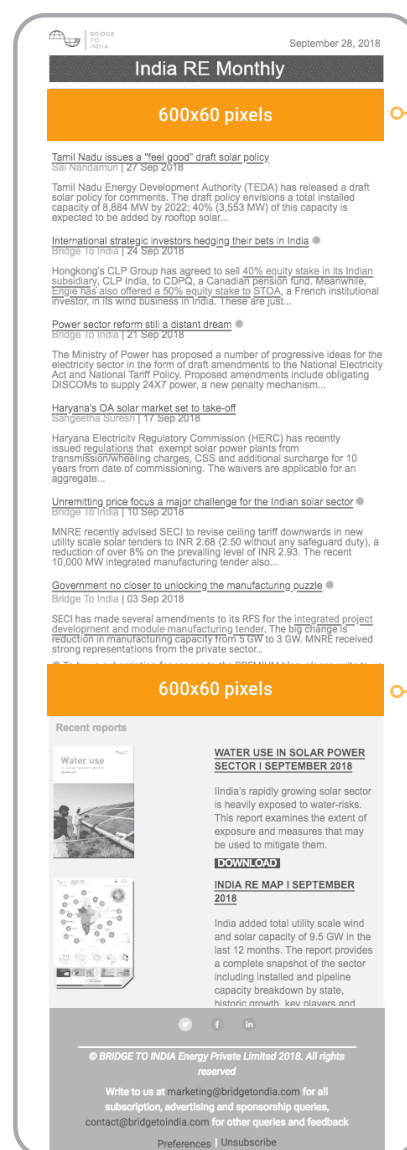 BRIDGE
TO
INDIA
September 28, 2018
India RE Monthly
600x60 pixels
Tamil Nadu issues a "feel good" draft solar policy
Sai Nandamuri | 27 Sep 2018
Tamil Nadu Energy Development Authority (TEDA) has released a draft
solar policy for comments. The draft policy envisions a total installed
capacity of 8,884 MW by 2022; 40% (3,553 MW) of this capacity is
expected to be added by rooftop solar...
International strategic investors hedging their bets in India
Bridge To India | 24 Sep 2018
Hongkong's CLP Group has agreed to sell 40% equity stake in its Indian
subsidiary, CLP India, to CDPQ, a Canadian pension fund. Meanwhile,
Engie has also offered a 50% equity stake to STOA, a French institutional
investor, in its wind business in India. These are just...
Power sector reform still a distant dream
Bridge To India | 21 Sep 2018
The Ministry of Power has proposed a number of progressive ideas for the
electricity sector in the form of draft amendments to the National Electricity
Act and National Tariff Policy. Proposed amendments include obligating
DISCOMs to supply 24X7 power, a new penalty mechanism...
Haryana's OA solar market set to take-off
Sangeetha Suresh | 17 Sep 2018
Haryana Electricity Regulatory Commission (HERC) has recently
issued regulations that exempt solar power plants from
transmission/wheeling charges, CSS and additional surcharge for 10
years from date of commissioning. The waivers are applicable for an
aggregate...
Unremitting price focus a major challenge for the Indian solar sector
Bridge To India | 10 Sep 2018
MNRE recently advised SECI to revise ceiling tariff downwards in new
utility scale solar tenders to INR 2.68 (2.50 without any safeguard duty), a
reduction of over 8% on the prevailing level of INR 2.93. The recent
10,000 MW integrated manufacturing tender also...
Government no closer to unlocking the manufacturing puzzle
Bridge To India | 03 Sep 2018
SECI has made several amendments to its RFS for the integrated project
development and module manufacturing tender. The big change is
reduction in manufacturing capacity from 5 GW to 3 GW. MNRE received
strong representations from the private sector...
600x60 pixels
Recent reports
Water use
WATER USE IN SOLAR POWER
SECTOR I SEPTEMBER 2018
IIndia's rapidly growing solar sector
is heavily exposed to water-risks.
This report examines the extent of
exposure and measures that may
be used to mitigate them.
DOWNLOAD
INDIA RE MAP I SEPTEMBER
2018
India added total utility scale wind
and solar capacity of 9.5 GW in the
last 12 months. The report provides
a complete snapshot of the sector
including installed and pipeline
capacity breakdown by state,
historic growth, key players and
© BRIDGE TO INDIA Energy Private Limited 2018. All rights
reserved
Write to us at marketing@bridgetondia.com for all
subscription, advertising and sponsorship queries,
contact@bridgetoindia.com for other queries and feedback
Preferences | Unsubscribe